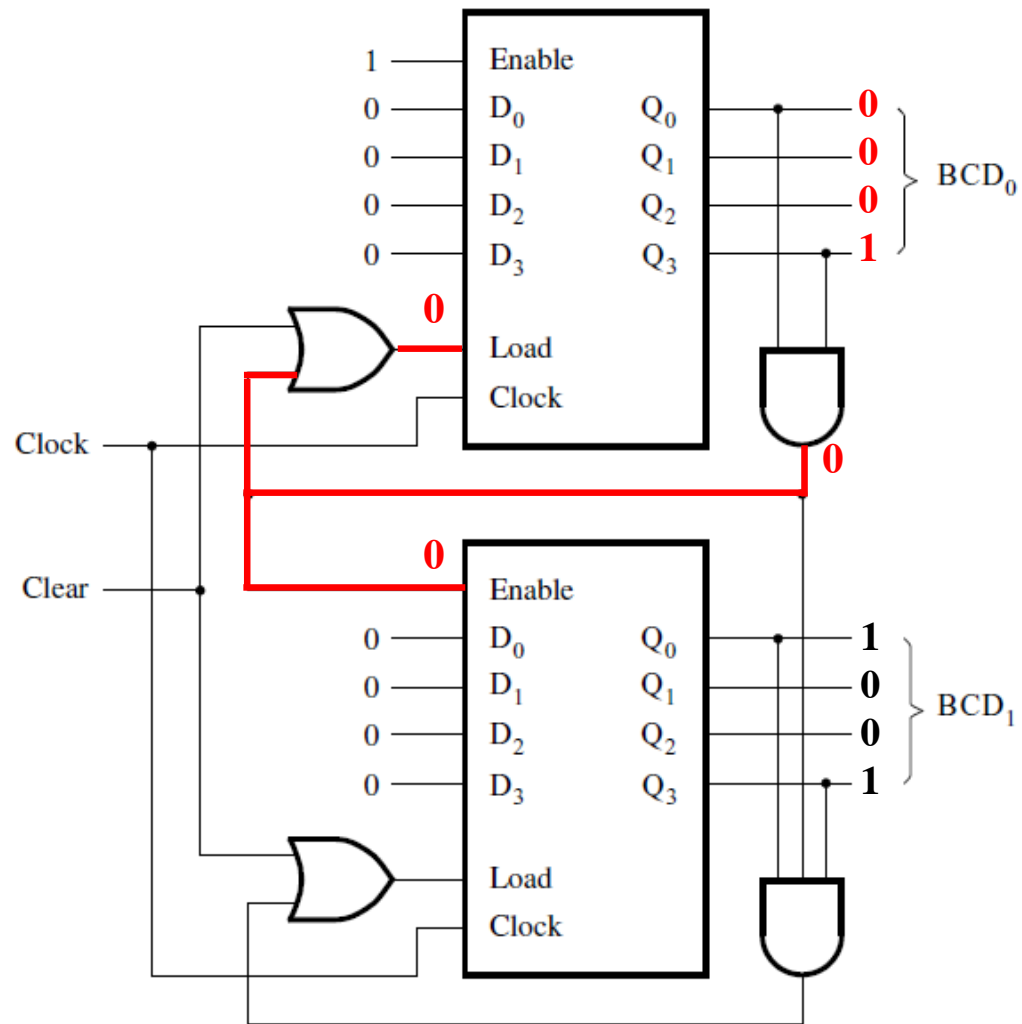 1 Enable
0 D0 Q0 0
0 D1 Q1 0
0 D2 Q2 0
0 D3 Q3 1
BCD0
0
Load
Clock
Clock
0
0
Clear
Enable
0 D0 Q0 1
0 D1 Q1 0
0 D2 Q2 0
0 D3 Q3 1
BCD1
Load
Clock